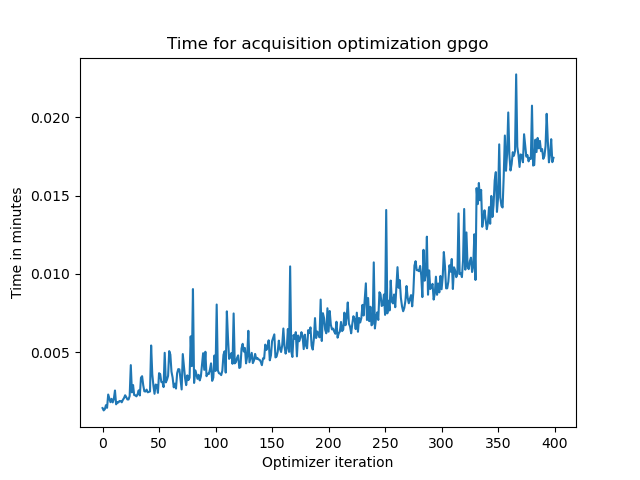 Time for acquisition optimization gpgo
0.020
0.015
0.010
0.005
Time in minutes
0 50 100 150 200 250 300 350 400
Optimizer iteration